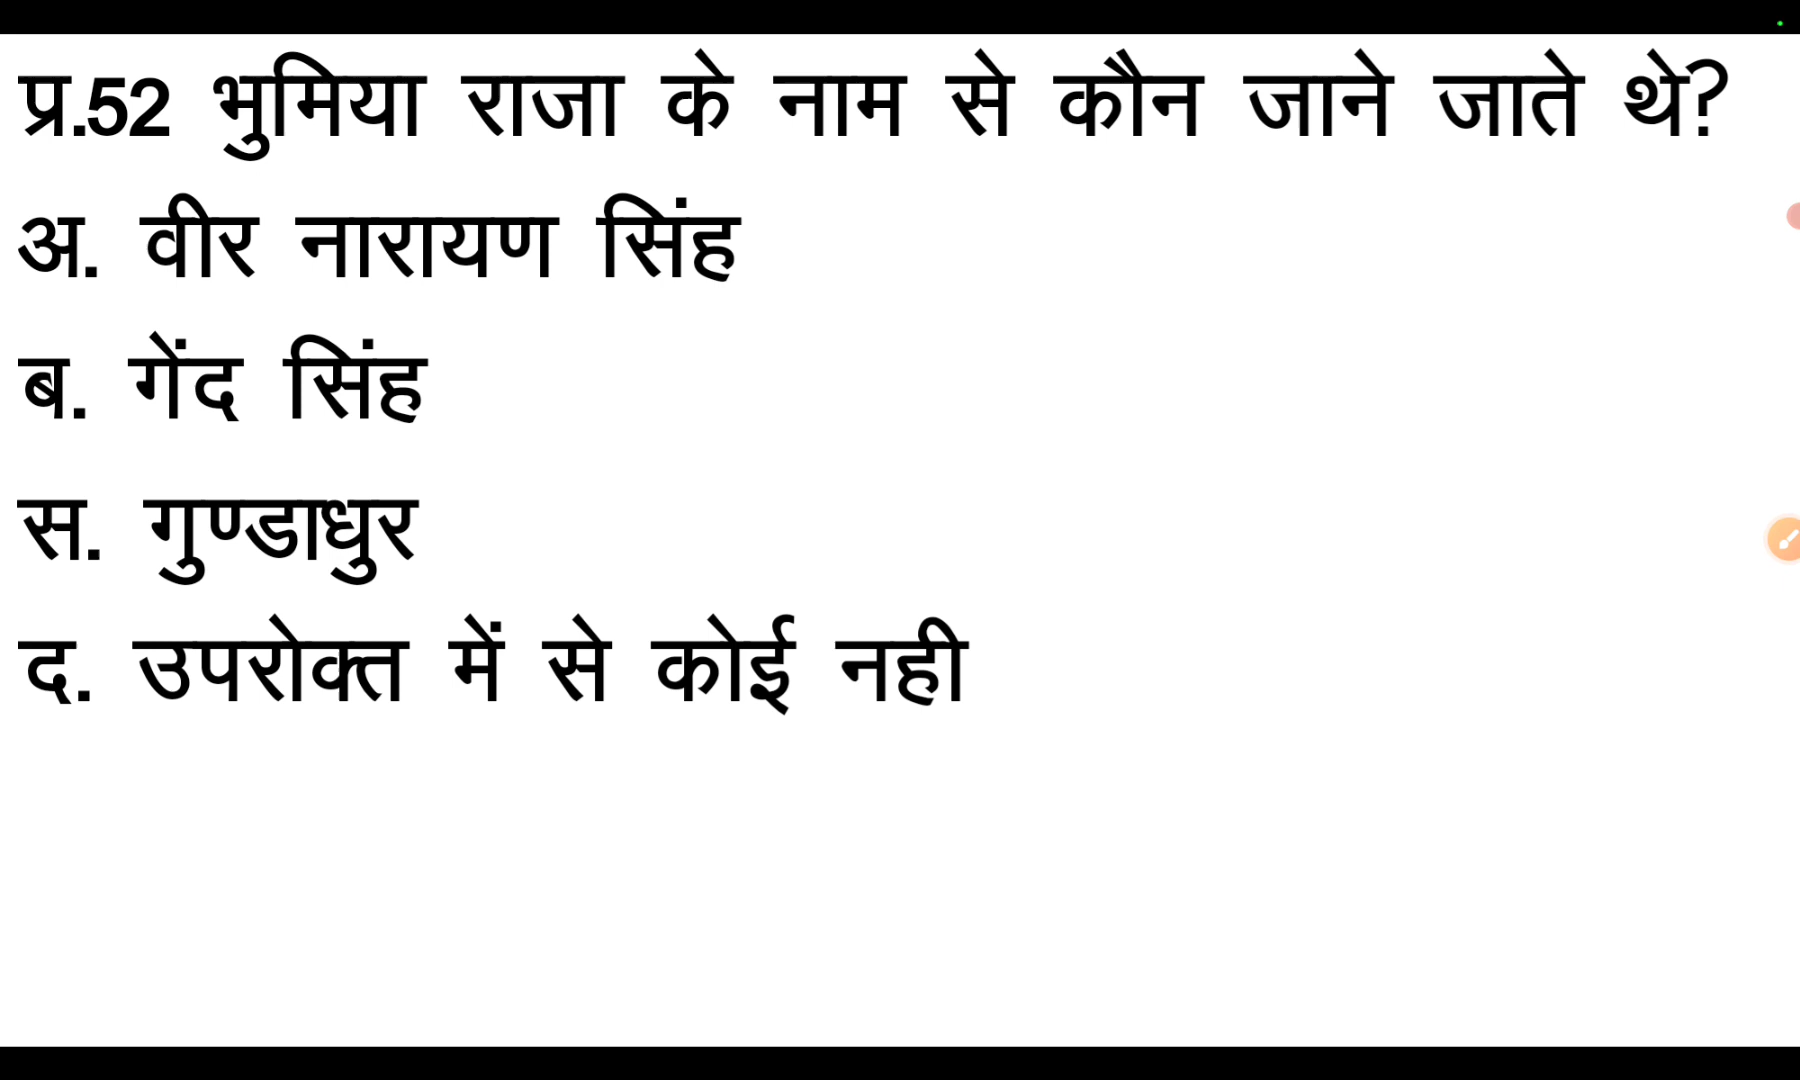 प्र.52 भुमिया राजा के नाम से कौन जाने जाते थे?
अ. वीर नारायण सिंह
ब. गेंद सिंह
स. गुण्डाधुर
द. उपरोक्त में से कोई नही